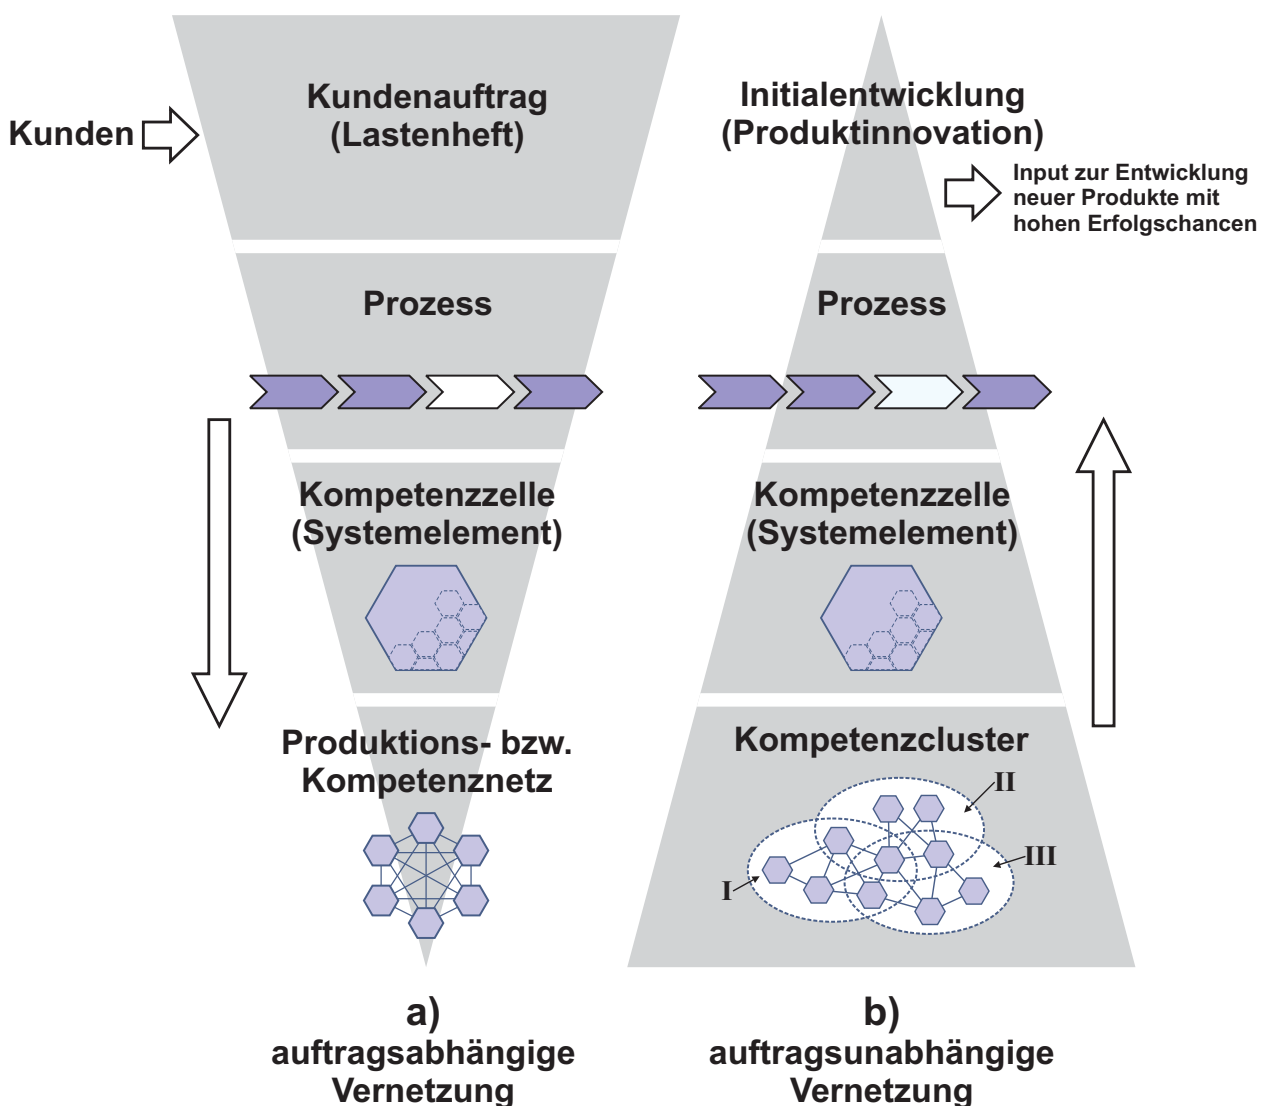 Kunden
Kundenauftrag
(Lastenheft)
Prozess
Kompetenzzelle
(Systemelement)
Produktions- bzw.
Kompetenznetz
a)
auftragsabhängige
Vernetzung
Initialentwicklung
(Produktinnovation)
Input zur Entwicklung
neuer Produkte mit
hohen Erfolgschancen
Prozess
Kompetenzzelle
(Systemelement)
Kompetenzcluster
II
III
I
b)
auftragsunabhängige
Vernetzung